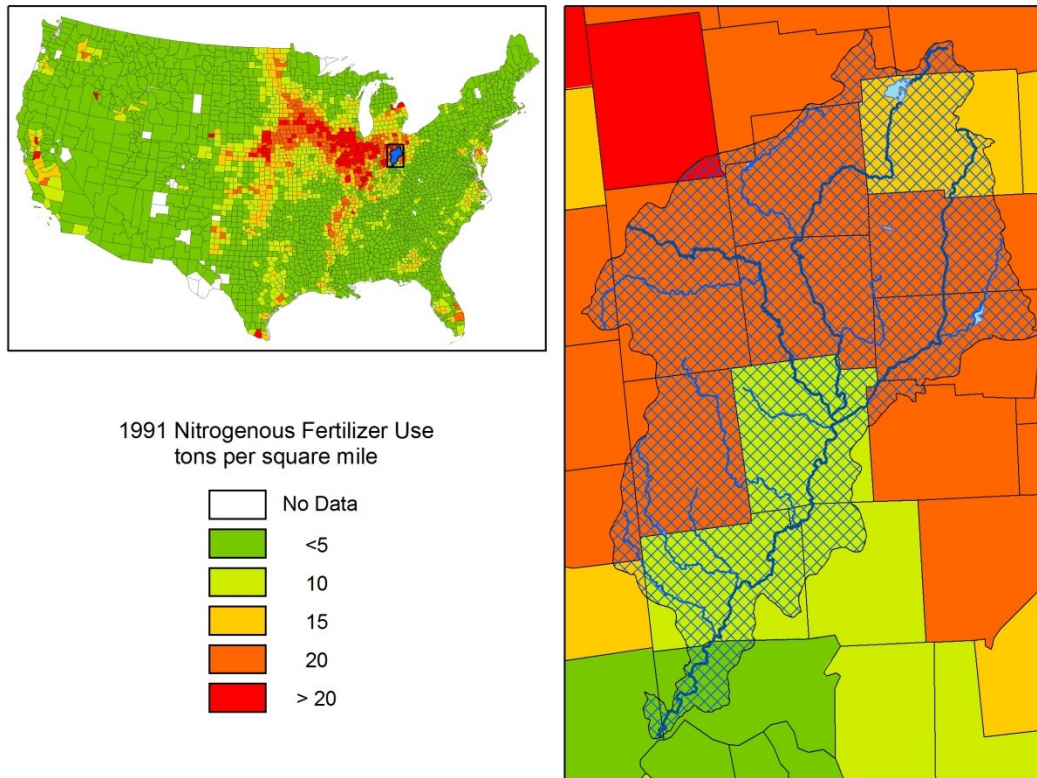 1991 Nitrogenous Fertilizer Use
tons per square mile
No Data
<5
10
15
20
> 20